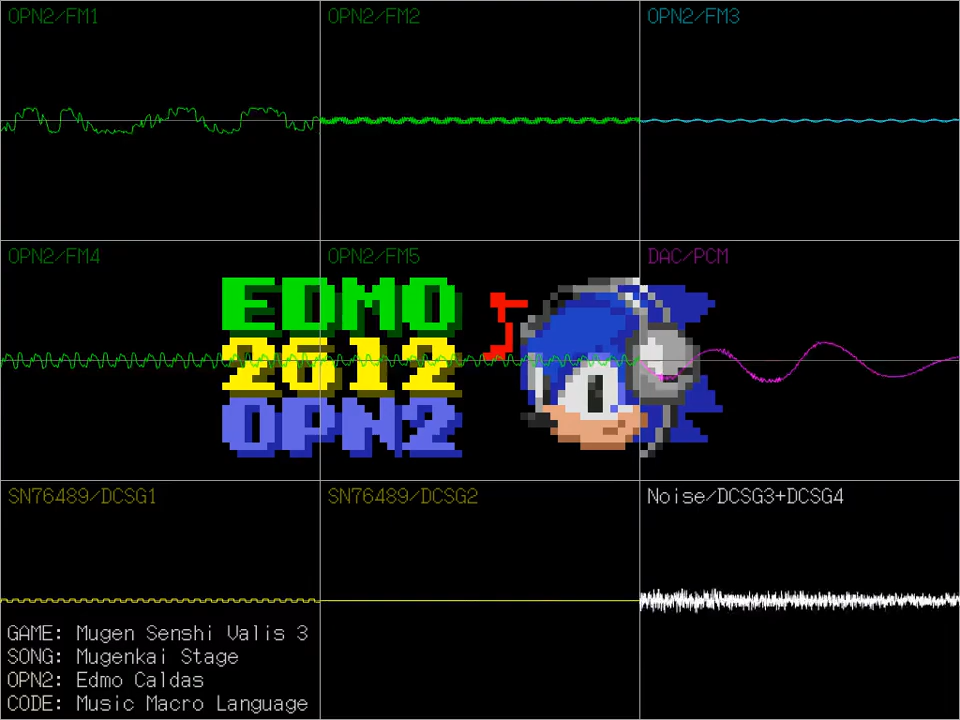 OPN2/FM1
OPN2/FM2
OPN2/FM3
OPN2/FM4
OPN2/FM5
DAC/PCM
EDMO
2612
OPN2
SN76489/DCSG1
SN76489/DCSG2
Noise/DCSG3+DCSG4
GAME: Mugen Senshi Valis 3
SONG: Mugenkai Stage
OPN2: Edmo Caldas
CODE: Music Macro Language